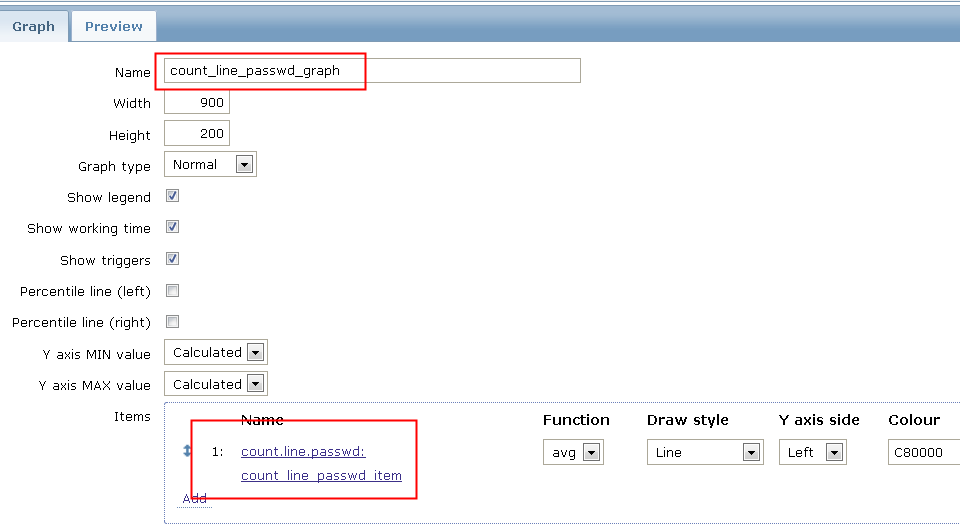 Graph Preview
Name count_line_passwd_graph
Width 900
Height 200
Graph type Normal
Show legend
Show working time
Show triggers
Percentile line (left)
Percentile line (right)
Y axis MIN value Calculated
Y axis MAX value Calculated
Items Name Function Draw style Y axis side Colour
1: count.line.passwd: avg Line Left C80000
count_line_passwd_item
Add